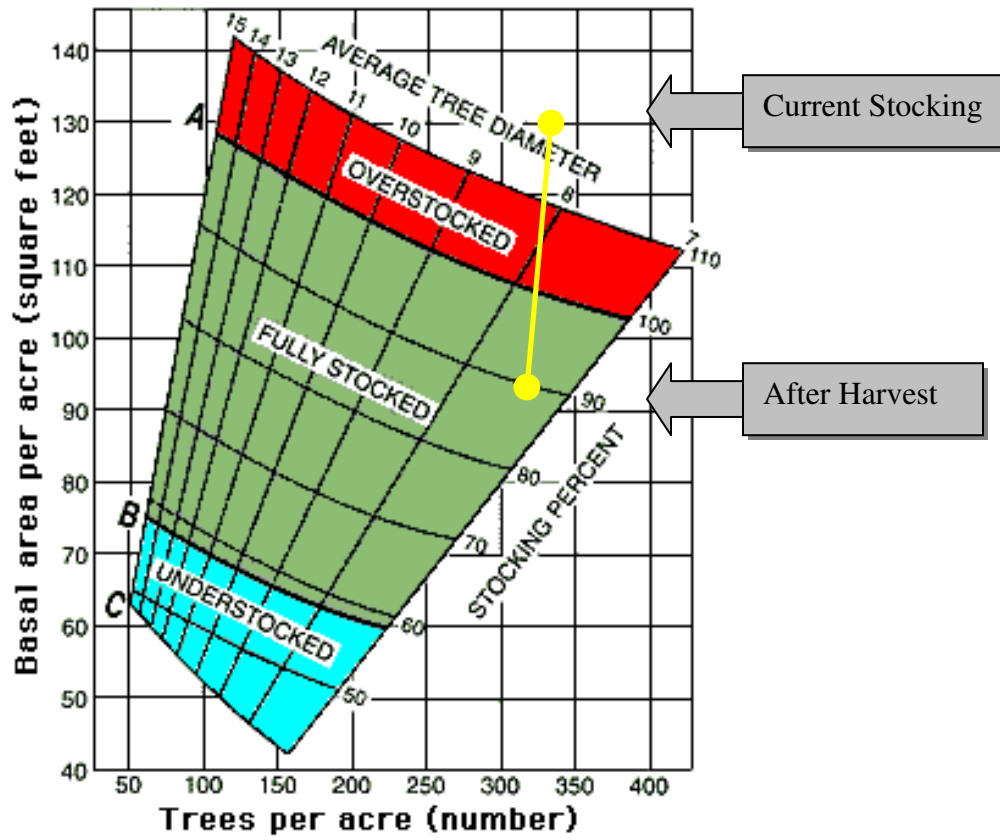 15 14 13 12 11 10 9 8 7
AVERAGE TREE DIAMETER
Current Stocking
140
130
120
110
100
90
80
70
60
50
40
Basal area per acre (square feet)
A
B
C
OVERSTOCKED
FULLY STOCKED
UNDERSTOCKED
110
100
90
80
70
60
50
STOCKING PERCENT
After Harvest
50 100 150 200 250 300 350 400
Trees per acre (number)